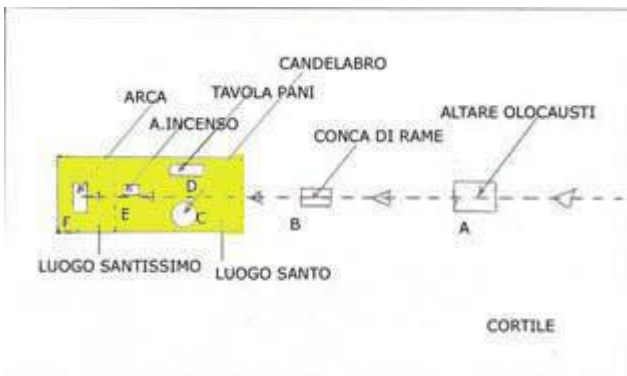 CANDELABRO
ARCA
TAVOLA PANI
A.INCENSO
ALTARE OLOCAUSTI
CONCA DI RAME
D
F
E
C
B
A
LUOGO SANTISSIMO
LUOGO SANTO
CORTILE